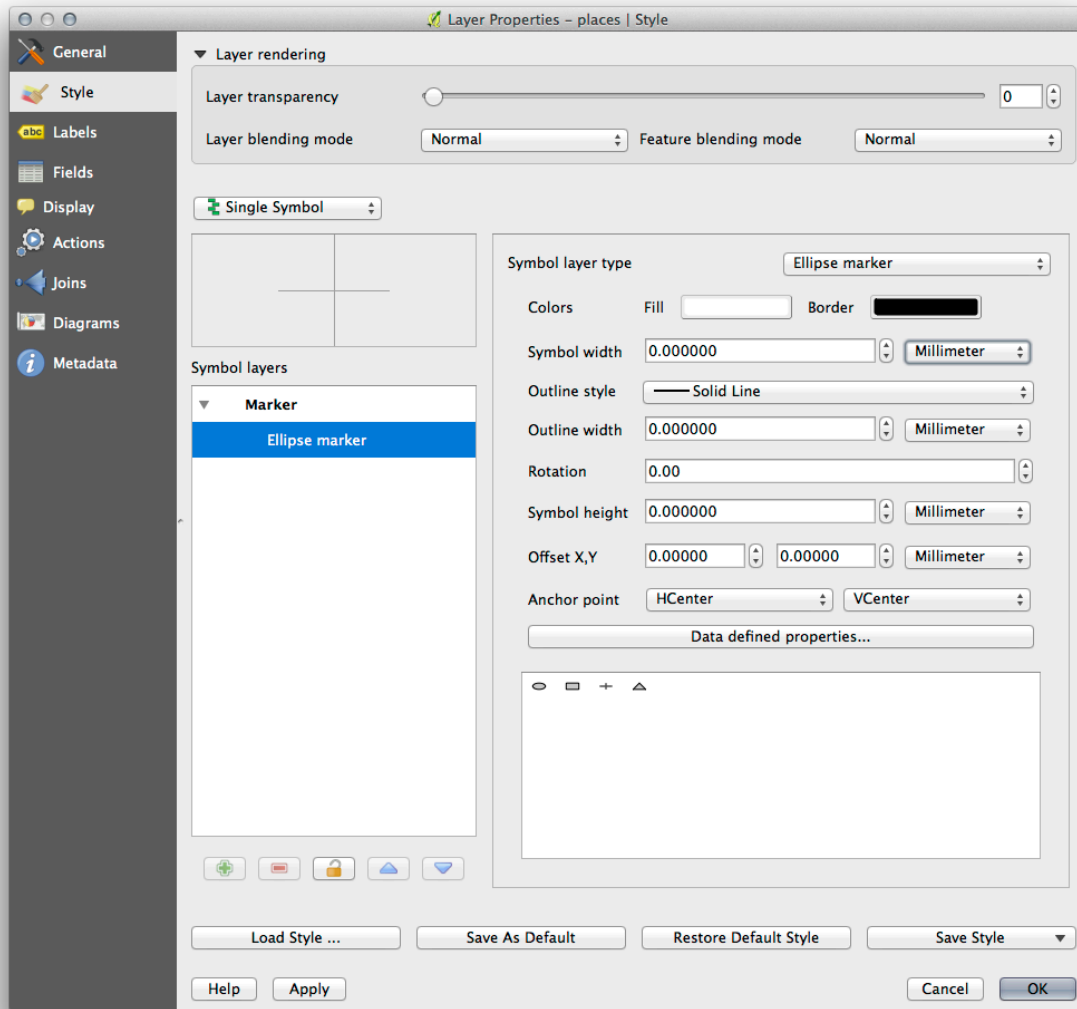 Layer Properties – places | Style
General
Style
abc Labels
Fields
Display
Actions
Joins
Diagrams
Metadata
Layer rendering
Layer transparency 0
Layer blending mode Normal Feature blending mode Normal
Single Symbol
Symbol layers
Marker
Ellipse marker
Symbol layer type Ellipse marker
Colors Fill Border
Symbol width 0.000000 Millimeter
Outline style Solid Line
Outline width 0.000000 Millimeter
Rotation 0.00
Symbol height 0.000000 Millimeter
Offset X,Y 0.00000 0.00000 Millimeter
Anchor point HCenter VCenter
Data defined properties...
Load Style ... Save As Default Restore Default Style Save Style
Help Apply Cancel OK